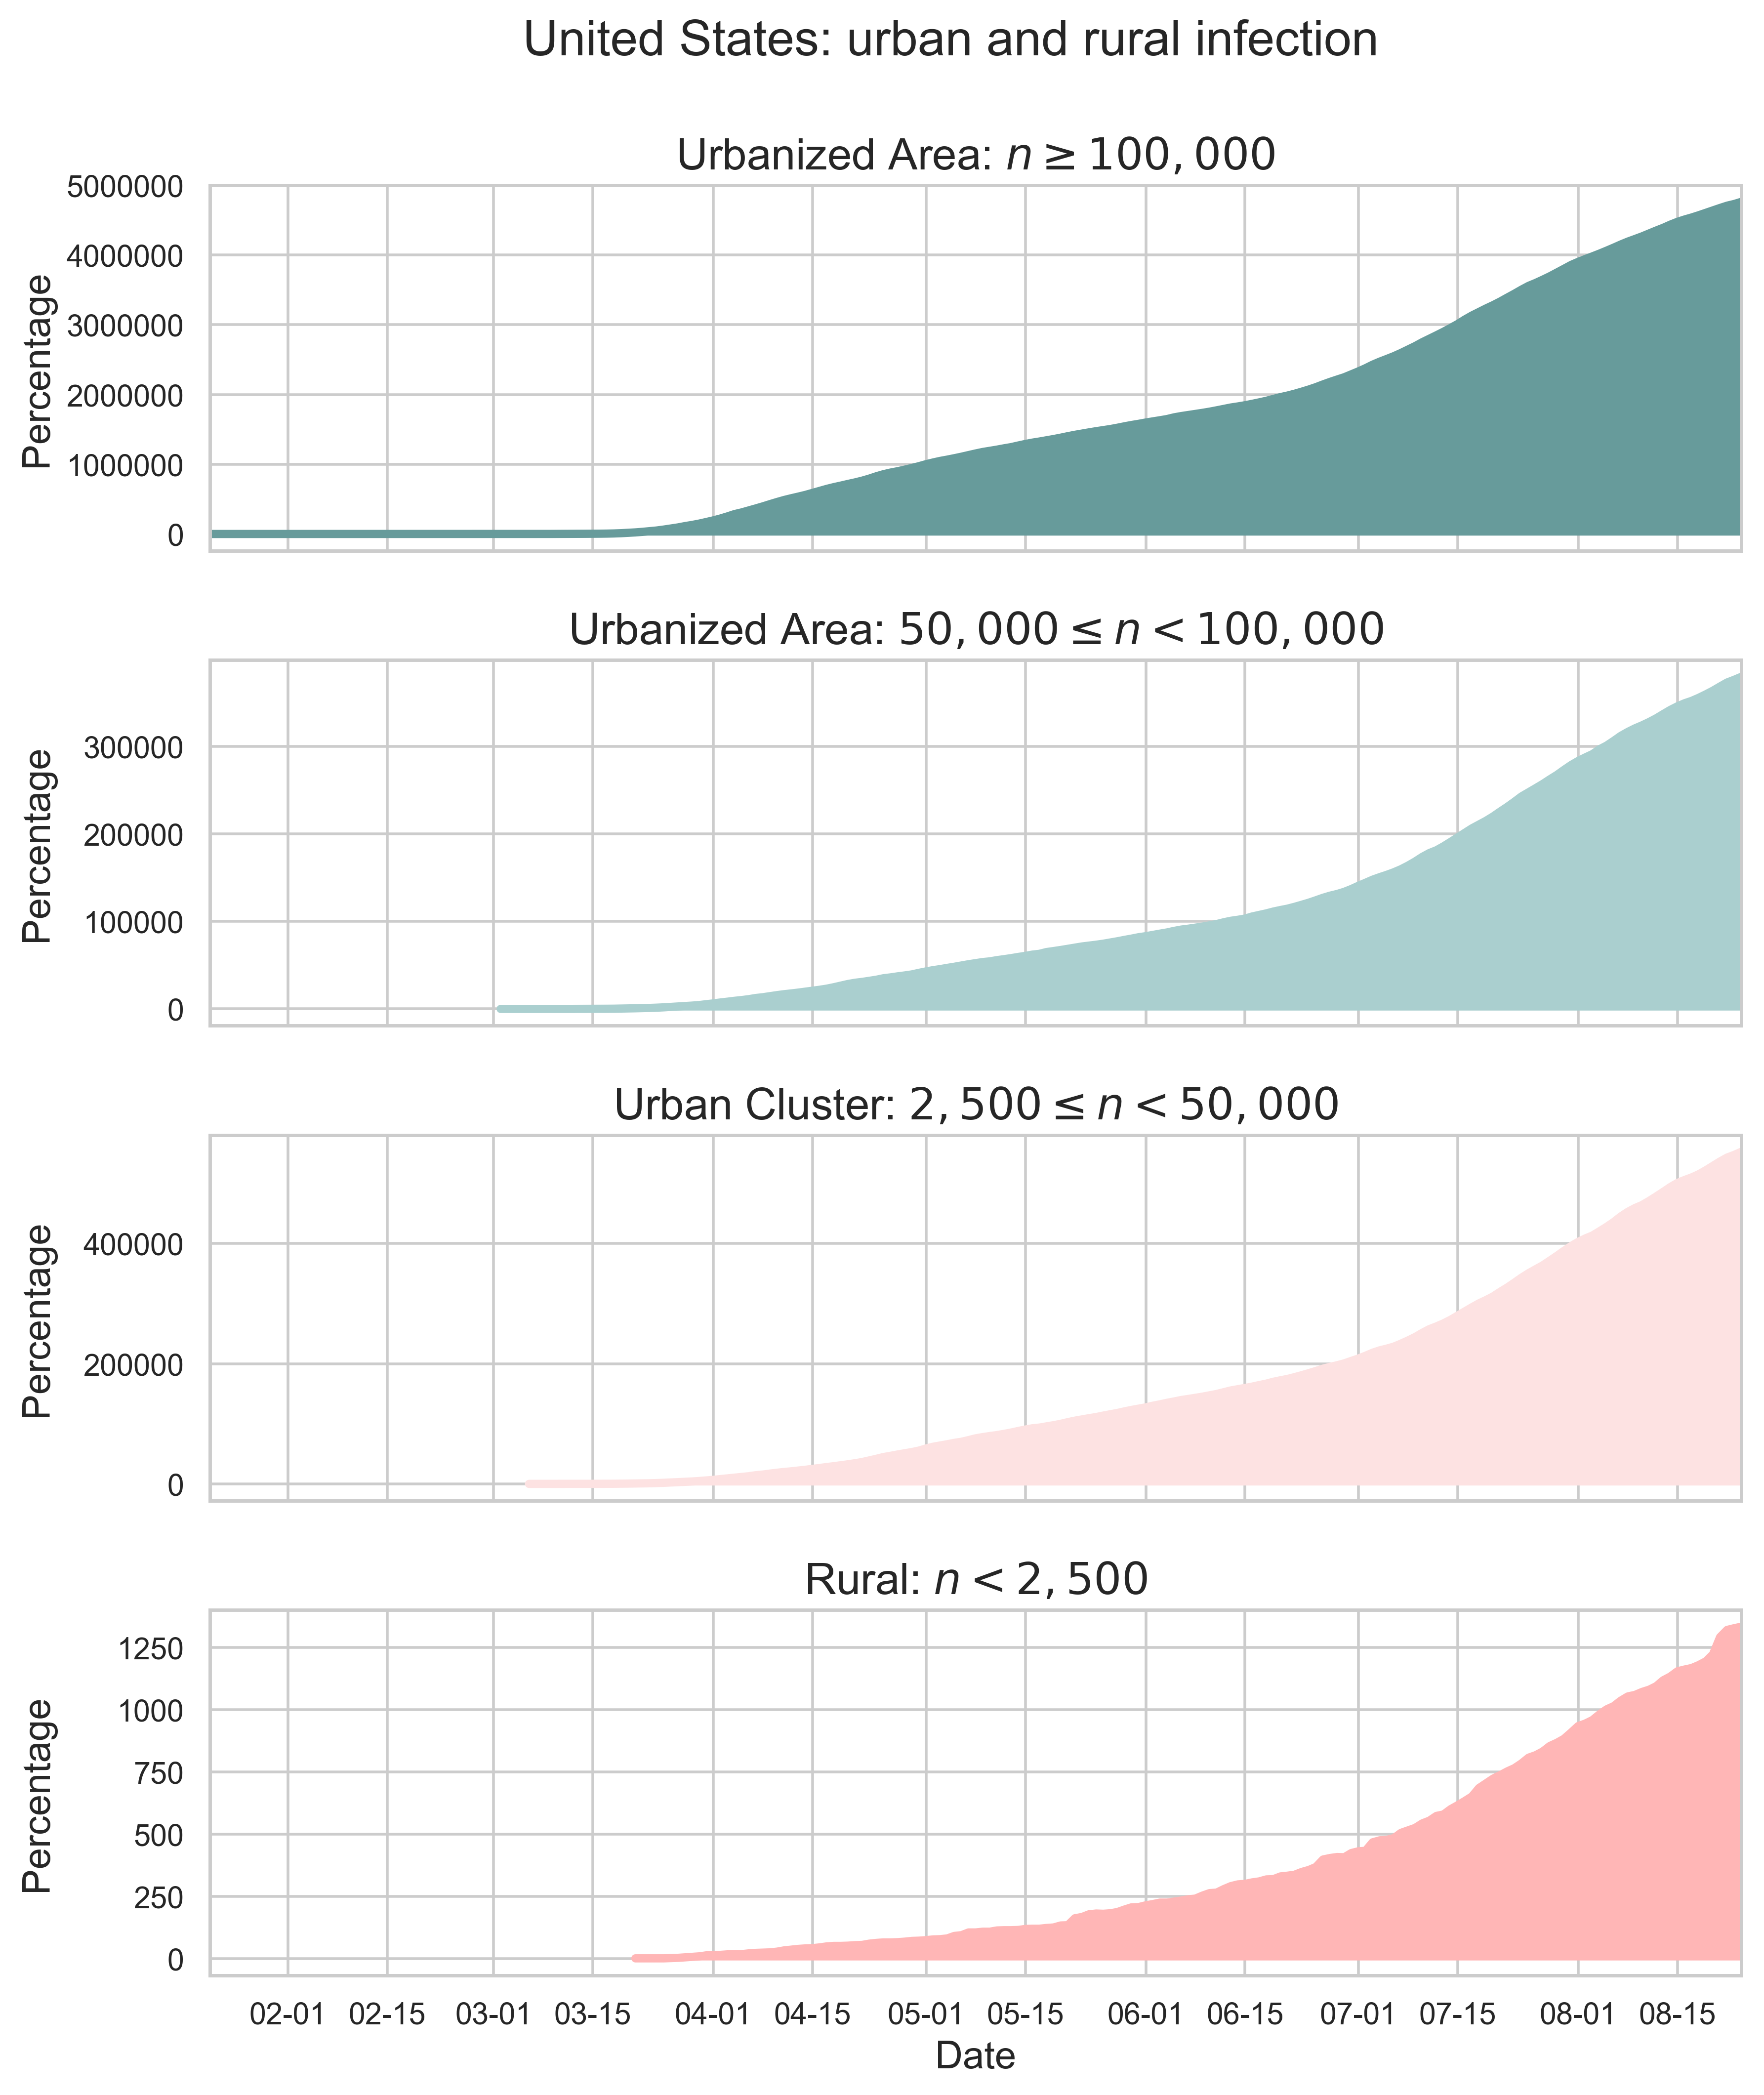 United States: urban and rural infection
Urbanized Area: n ≥ 100,000
Percentage
5000000
4000000
3000000
2000000
1000000
0
Urbanized Area: 50,000 ≤ n < 100,000
Percentage
300000
200000
100000
0
Urban Cluster: 2,500 ≤ n < 50,000
Percentage
400000
200000
0
Rural: n < 2,500
Percentage
1250
1000
750
500
250
0
02-01 02-15 03-01 03-15 04-01 04-15 05-01 05-15 06-01 06-15 07-01 07-15 08-01 08-15
Date